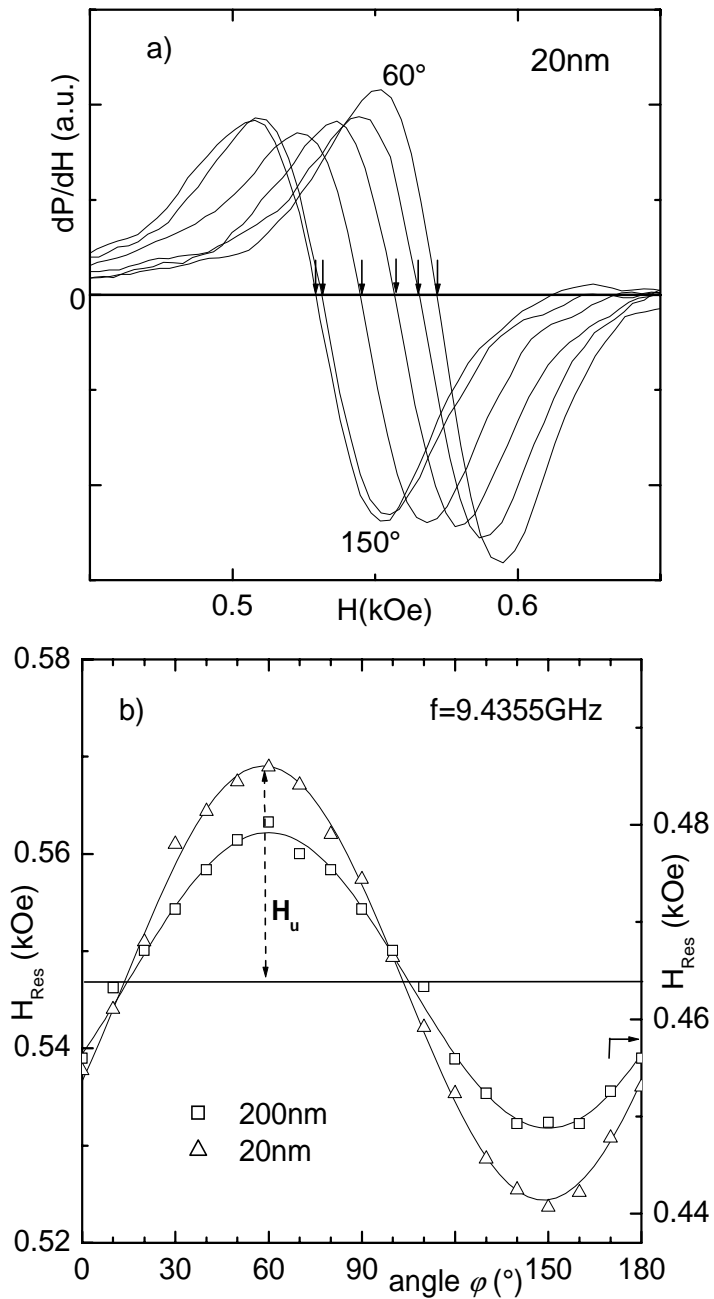 a)
60°
20nm
dP/dH (a.u.)
0
150°
0.5
0.6
H(kOe)
0.58
b)
f=9.4355GHz
0.56
0.48
H_u
H_Res (kOe)
H_Res (kOe)
0.54
0.46
200nm
20nm
0.52
0.44
0
30
60
90
120
150
180
angle φ (°)